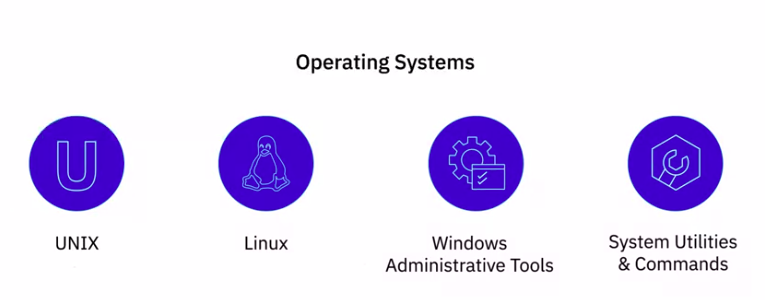 Operating Systems
U
UNIX
Linux
Windows
Administrative Tools
System Utilities
& Commands